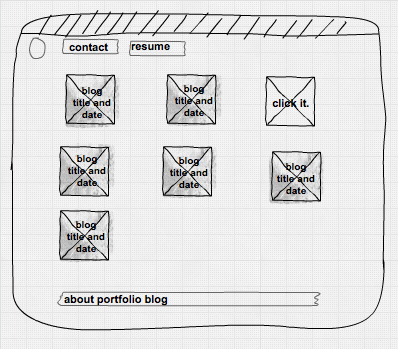 contact
resume
blog
title and
date
blog
title and
date
click it.
blog
title and
date
blog
title and
date
blog
title and
date
blog
title and
date
about portfolio blog